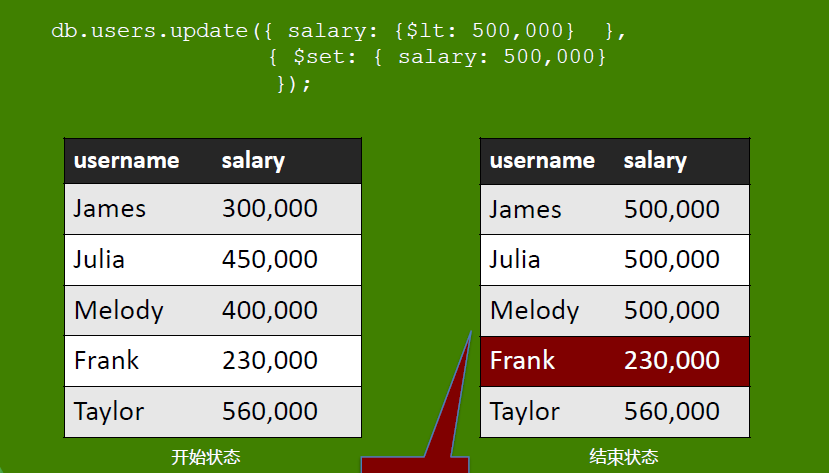 db.users.update({ salary: {$lt: 500,000} },
{ $set: { salary: 500,000}
});
username salary
James 300,000
Julia 450,000
Melody 400,000
Frank 230,000
Taylor 560,000
开始状态
username salary
James 500,000
Julia 500,000
Melody 500,000
Frank 230,000
Taylor 560,000
结束状态